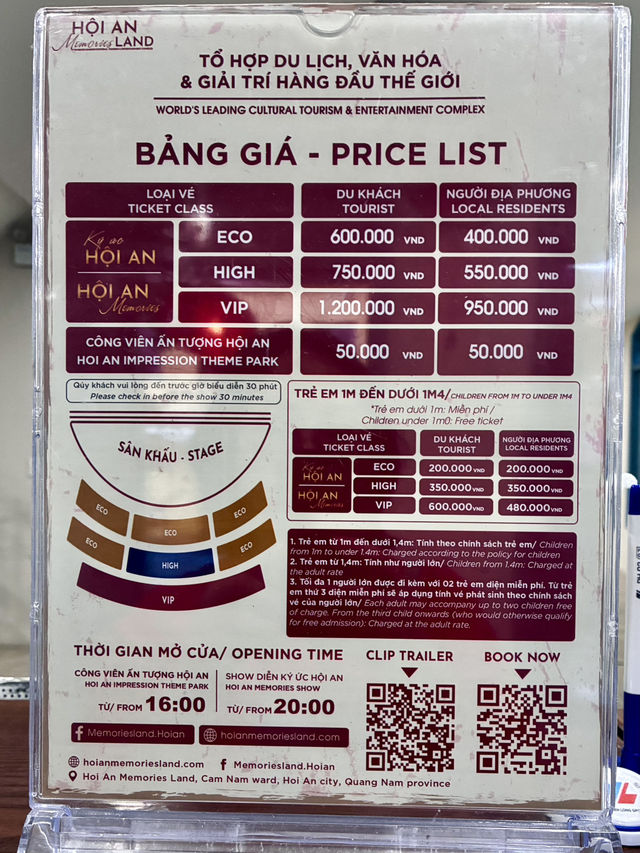 HỘI AN
Memories LAND
TỔ HỢP DU LỊCH, VĂN HÓA
& GIẢI TRÍ HÀNG ĐẦU THẾ GIỚI
WORLD'S LEADING CULTURAL TOURISM & ENTERTAINMENT COMPLEX
BẢNG GIÁ - PRICE LIST
LOẠI VÉ
TICKET CLASS
DU KHÁCH
TOURIST
NGƯỜI ĐỊA PHƯƠNG
LOCAL RESIDENTS
Ký ức
HỘI AN
HỘI AN
Memories
ECO 600.000 VND 400.000 VND
HIGH 750.000 VND 550.000 VND
VIP 1.200.000 VND 950.000 VND
CÔNG VIÊN ẤN TƯỢNG HỘI AN
HOI AN IMPRESSION THEME PARK
50.000 VND 50.000 VND
Qúy khách vui lòng đến trước giờ biểu diễn 30 phút
Please check in before the show 30 minutes
SÂN KHẤU - STAGE
ECO
ECO
ECO
ECO
HIGH
ECO
VIP
TRẺ EM 1M ĐẾN DƯỚI 1M4/ CHILDREN FROM 1M TO UNDER 1M4
*Trẻ em dưới 1m: Miễn phí /
Children under 1m0: Free ticket
LOẠI VÉ
TICKET CLASS
DU KHÁCH
TOURIST
NGƯỜI ĐỊA PHƯƠNG
LOCAL RESIDENTS
Ký ức
HỘI AN
HỘI AN
Memories
ECO 200.000 VND 200.000 VND
HIGH 350.000 VND 350.000 VND
VIP 600.000 VND 480.000 VND
1. Trẻ em từ 1m đến dưới 1,4m: Tính theo chính sách trẻ em/ Children
from 1m to under 1.4m: Charged according to the policy for children
2. Trẻ em từ 1,4m: Tính như người lớn/ Children from 1.4m: Charged at
the adult rate
3. Tối đa 1 người lớn được đi kèm với 02 trẻ em diện miễn phí. Từ trẻ
em thứ 3 diện miễn phí sẽ áp dụng tính vé phát sinh theo chính sách
vé của người lớn/ Each adult may accompany up to two children free
of charge. From the third child onwards (who would otherwise qualify
for free admission): Charged at the adult rate.
THỜI GIAN MỞ CỬA/ OPENING TIME
CÔNG VIÊN ẤN TƯỢNG HỘI AN
HOI AN IMPRESSION THEME PARK
TỪ/ FROM 16:00
SHOW DIỄN KÝ ỨC HỘI AN
HOI AN MEMORIES SHOW
TỪ/ FROM 20:00
CLIP TRAILER
BOOK NOW
Memoriesland.Hoian
hoianmemoriesland.com
hoianmemoriesland.com Memoriesland.Hoian
Hoi An Memories Land, Cam Nam ward, Hoi An city, Quang Nam province